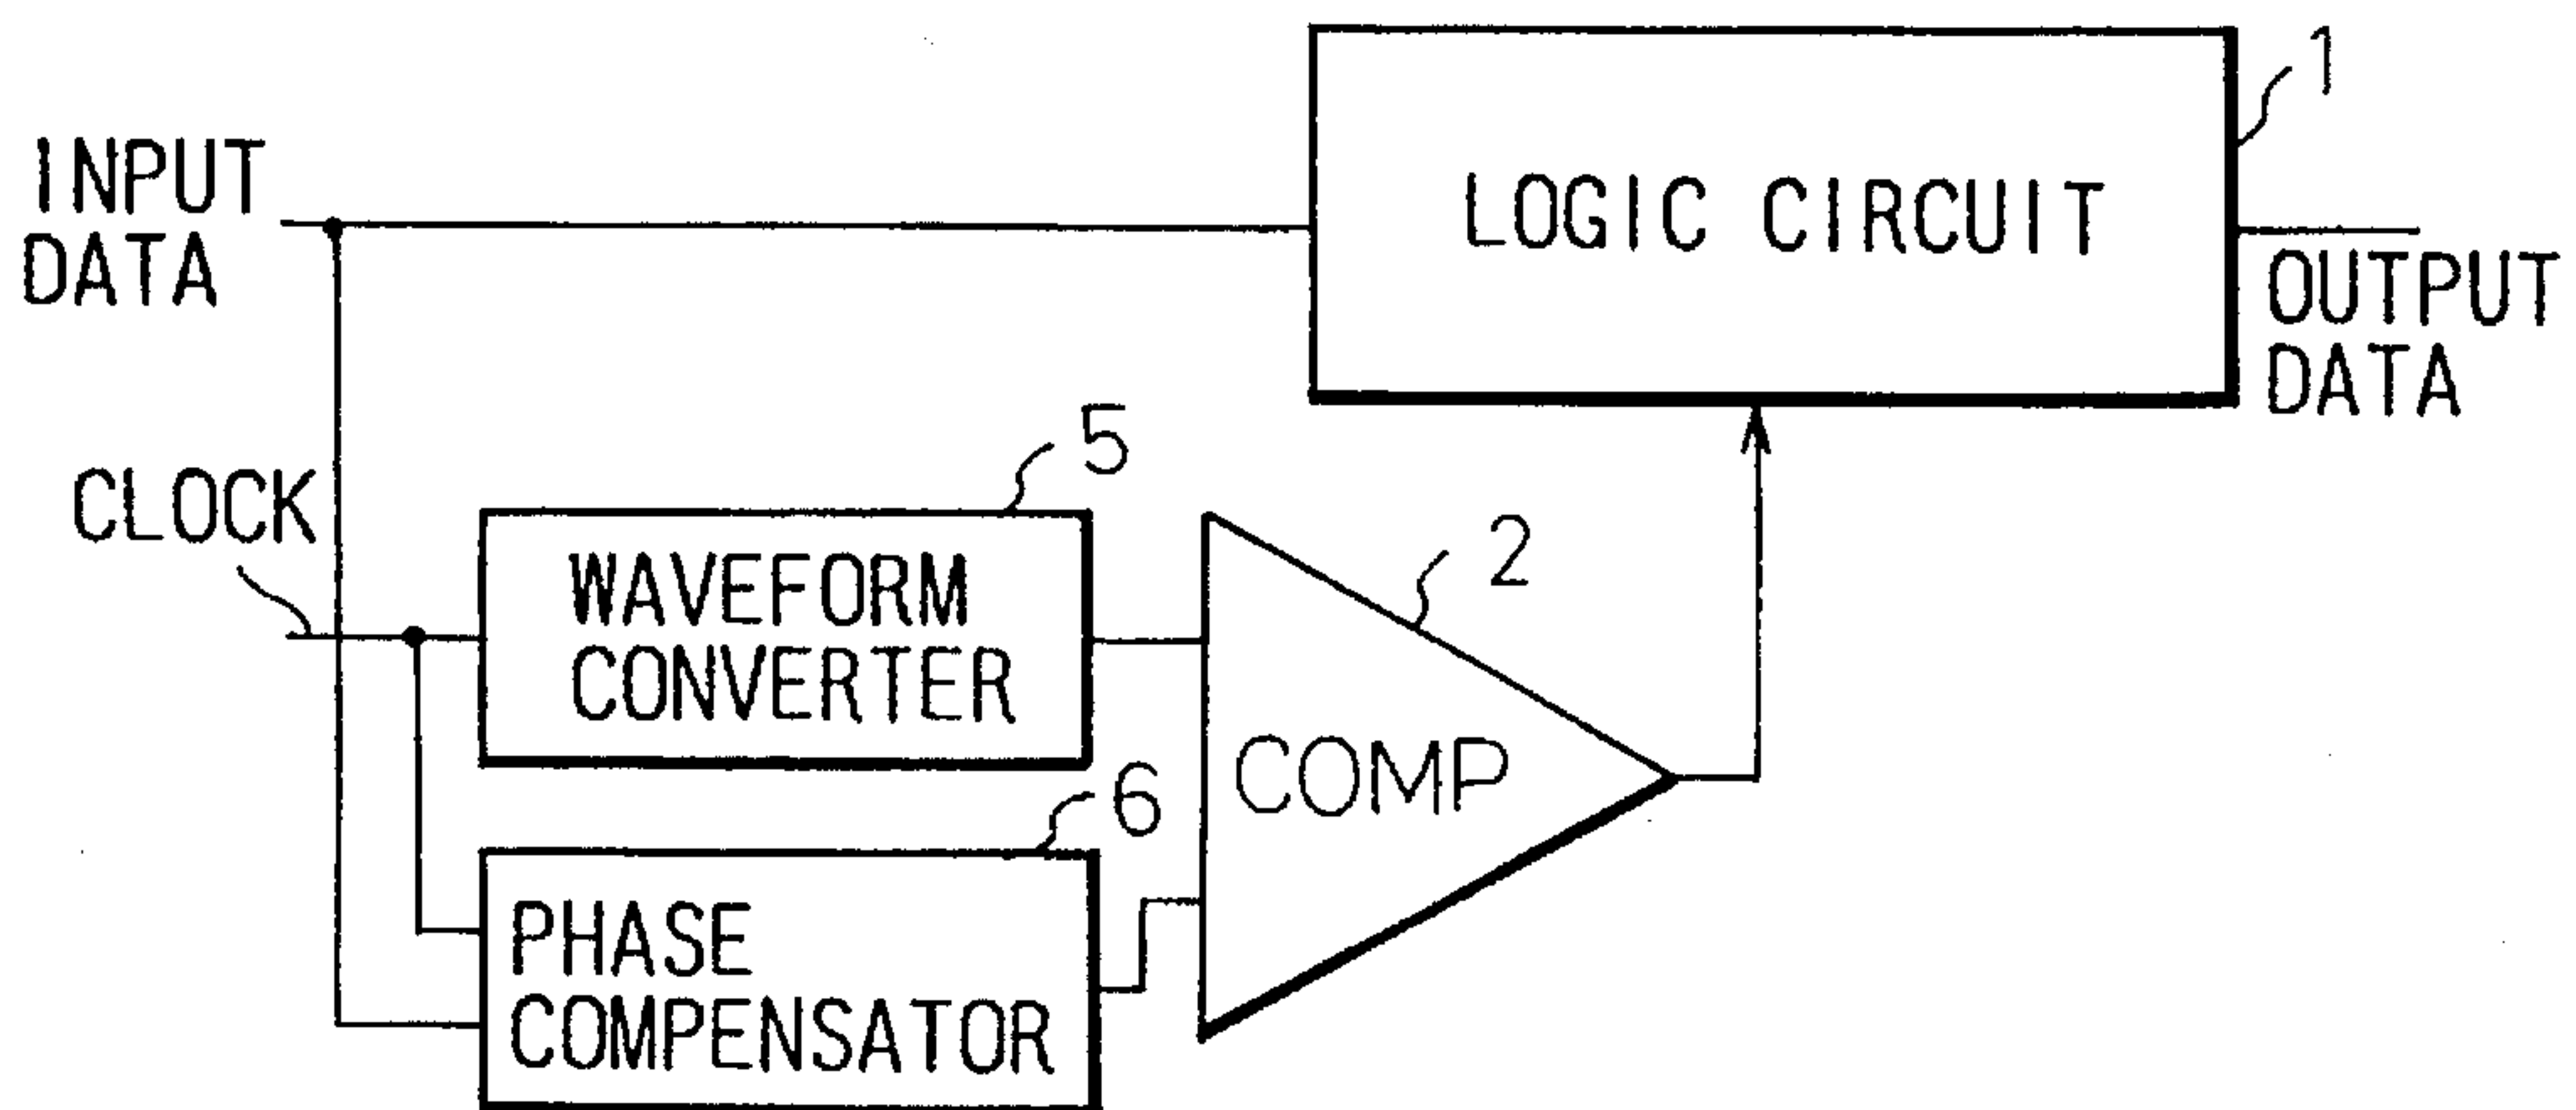 1
INPUT
DATA
LOGIC CIRCUIT
OUTPUT
DATA
5
CLOCK
2
WAVEFORM
CONVERTER
COMP
6
PHASE
COMPENSATOR